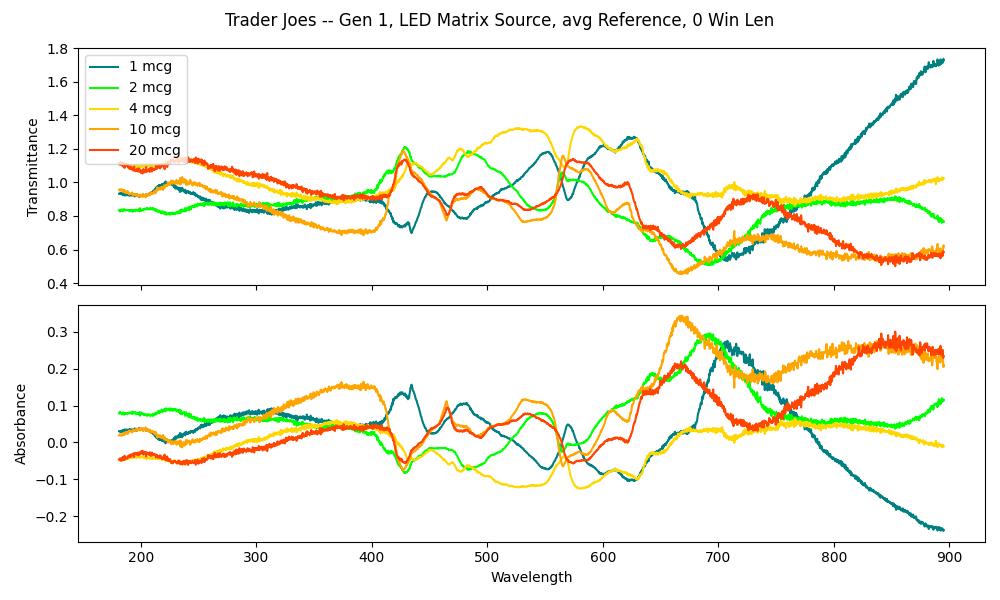 Trader Joes -- Gen 1, LED Matrix Source, avg Reference, 0 Win Len
1.8
1.6
1.4
1.2
1.0
0.8
0.6
0.4
Transmittance
1 mcg
2 mcg
4 mcg
10 mcg
20 mcg
0.3
0.2
0.1
0.0
−0.1
−0.2
Absorbance
200 300 400 500 600 700 800 900
Wavelength